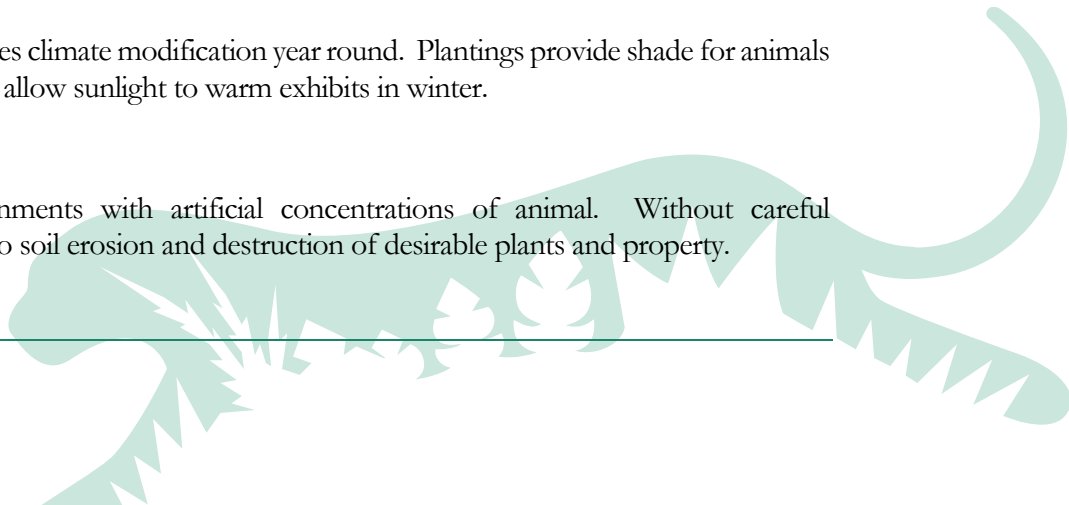 es climate modification year round. Plantings provide shade for animals
allow sunlight to warm exhibits in winter.
nments with artificial concentrations of animal. Without careful
o soil erosion and destruction of desirable plants and property.